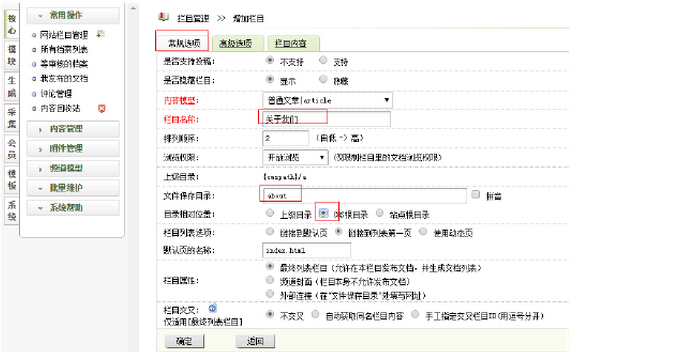 核心
模块
生成
采集
会员
模板
系统
常用操作
网站栏目管理
所有档案列表
等审核的档案
我发布的文档
评论管理
内容回收站
内容管理
附件管理
频道模型
批量维护
系统帮助
栏目管理 >> 增加栏目
常规选项 高级选项 栏目内容
是否支持投稿: 不支持 支持
是否隐藏栏目: 显示 隐藏
内容模型: 普通文章|article
栏目名称: 关于我们
排列顺序: 2 （由低 -> 高）
浏览权限: 开放浏览 （仅限制栏目里的文档浏览权限）
上级目录: {cmspath}/a
文件保存目录: about 拼音
目录相对位置: 上级目录 CMS根目录 站点根目录
栏目列表选项: 链接到默认页 链接到列表第一页 使用动态页
默认页的名称: index.html
栏目属性: 最终列表栏目（允许在本栏目发布文档，并生成文档列表）
频道封面（栏目本身不允许发布文档）
外部连接（在"文件保存目录"处填写网址）
栏目交叉:
仅适用[最终列表栏目] 不交叉 自动获取同名栏目内容 手工指定交叉栏目ID(用逗号分开)
确定 返回